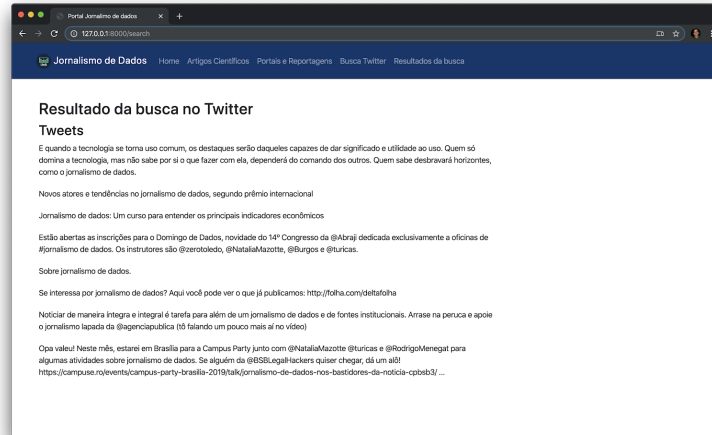 Portal Jornalimo de dados
127.0.0.1:8000/search
Jornalismo de Dados Home Artigos Científicos Portais e Reportagens Busca Twitter Resultados da busca
Resultado da busca no Twitter
Tweets
E quando a tecnologia se torna uso comum, os destaques serão daqueles capazes de dar significado e utilidade ao uso. Quem só
domina a tecnologia, mas não sabe por si o que fazer com ela, dependerá do comando dos outros. Quem sabe desbravará horizontes,
como o jornalismo de dados.
Novos atores e tendências no jornalismo de dados, segundo prêmio internacional
Jornalismo de dados: Um curso para entender os principais indicadores econômicos
Estão abertas as inscrições para o Domingo de Dados, novidade do 14º Congresso da @Abraji dedicada exclusivamente a oficinas de
#jornalismo de dados. Os instrutores são @zerotoledo, @NataliaMazotte, @Burgos e @turicas.
Sobre jornalismo de dados.
Se interessa por jornalismo de dados? Aqui você pode ver o que já publicamos: http://folha.com/deltafolha
Noticiar de maneira íntegra e integral é tarefa para além de um jornalismo de dados e de fontes institucionais. Arrase na peruca e apoie
o jornalismo lapada da @agenciapublica (tô falando um pouco mais aí no vídeo)
Opa valeu! Neste mês, estarei em Brasília para a Campus Party junto com @NataliaMazotte @turicas e @RodrigoMenegat para
algumas atividades sobre jornalismo de dados. Se alguém da @BSBLegalHackers quiser chegar, dá um alô!
https://campuse.ro/events/campus-party-brasilia-2019/talk/jornalismo-de-dados-nos-bastidores-da-noticia-cpbsb3/ ...